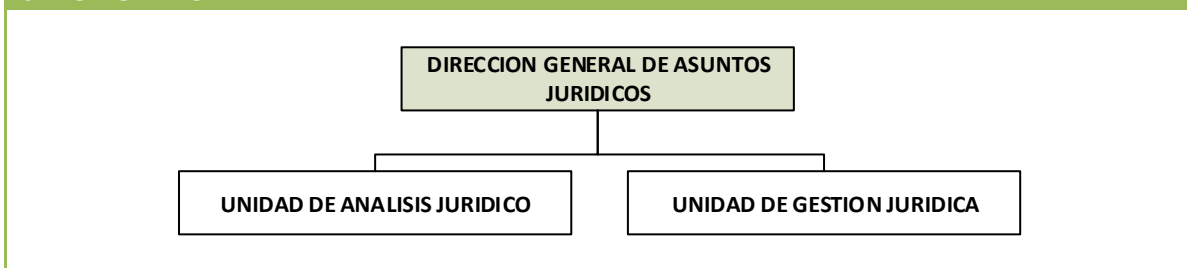 DIRECCION GENERAL DE ASUNTOS
JURIDICOS
UNIDAD DE ANALISIS JURIDICO
UNIDAD DE GESTION JURIDICA